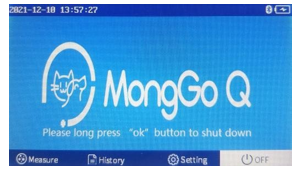 2021-12-10 13:57:27
MongGo Q
Please long press "ok" button to shut down
Measure History Setting OFF